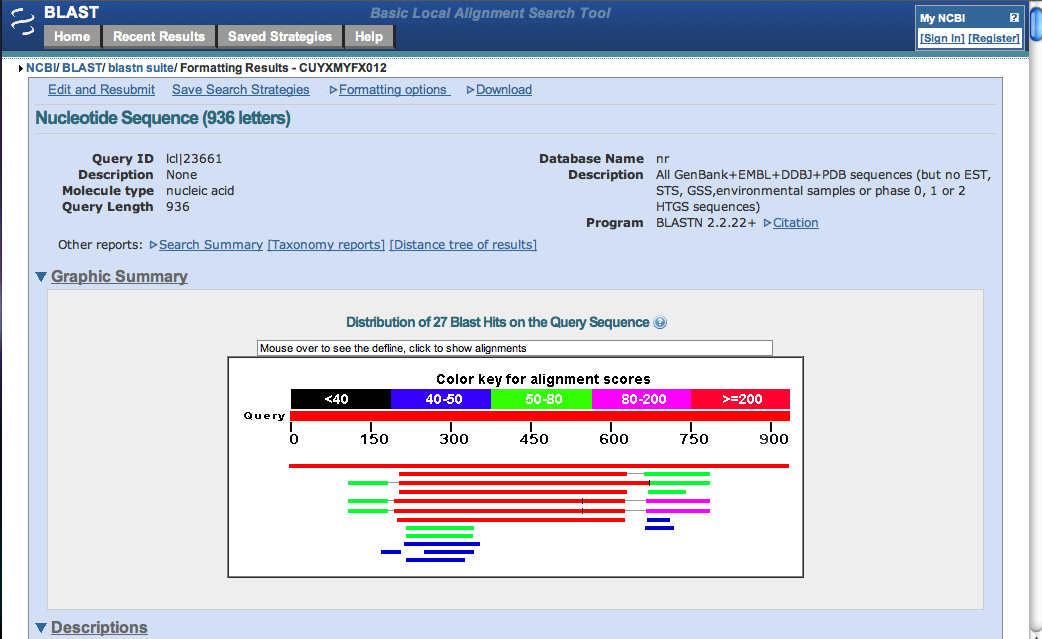 BLAST
Basic Local Alignment Search Tool
Home Recent Results Saved Strategies Help
My NCBI ?
[Sign In] [Register]
NCBI/ BLAST/ blastn suite/ Formatting Results - CUYXMYFX012
Edit and Resubmit Save Search Strategies Formatting options Download
Nucleotide Sequence (936 letters)
Query ID lcl|23661
Description None
Molecule type nucleic acid
Query Length 936
Database Name nr
Description All GenBank+EMBL+DDBJ+PDB sequences (but no EST,
STS, GSS,environmental samples or phase 0, 1 or 2
HTGS sequences)
Program BLASTN 2.2.22+ Citation
Other reports: Search Summary [Taxonomy reports] [Distance tree of results]
Graphic Summary
Distribution of 27 Blast Hits on the Query Sequence ?
Mouse over to see the defline, click to show alignments
Color key for alignment scores
<40 40-50 50-80 80-200 >=200
Query
0 150 300 450 600 750 900
Descriptions